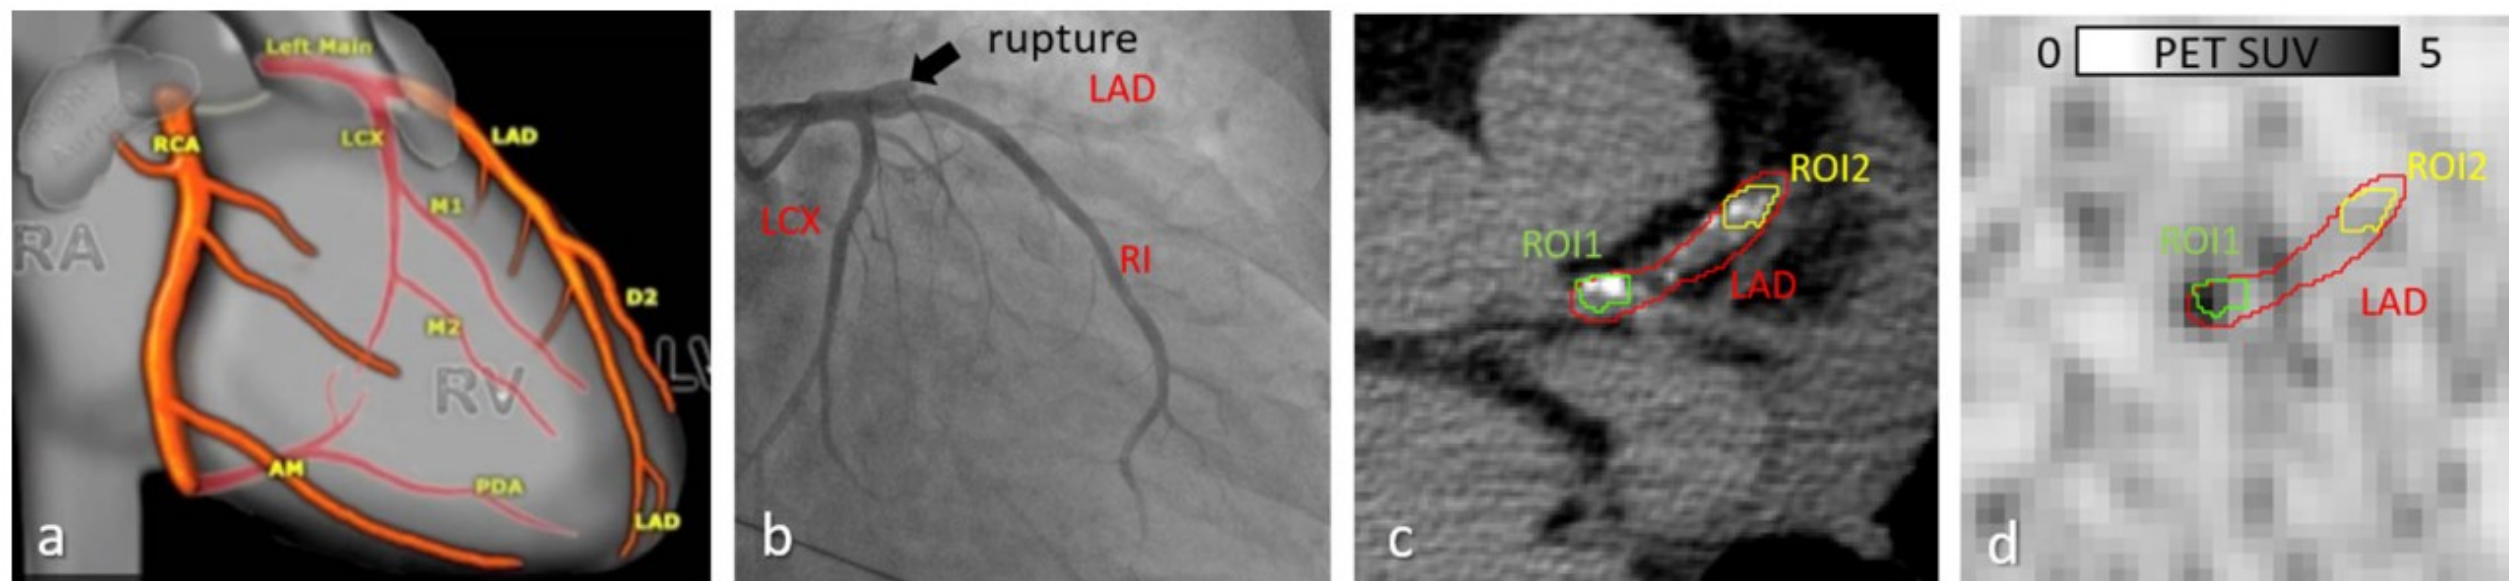 Left Main
RCA
LCX
LAD
M1
RA
D2
M2
LV
RV
AM
PDA
LAD
a
rupture
LAD
LCX
RI
b
ROI2
ROI1
LAD
c
0 PET SUV 5
ROI2
ROI1
LAD
d